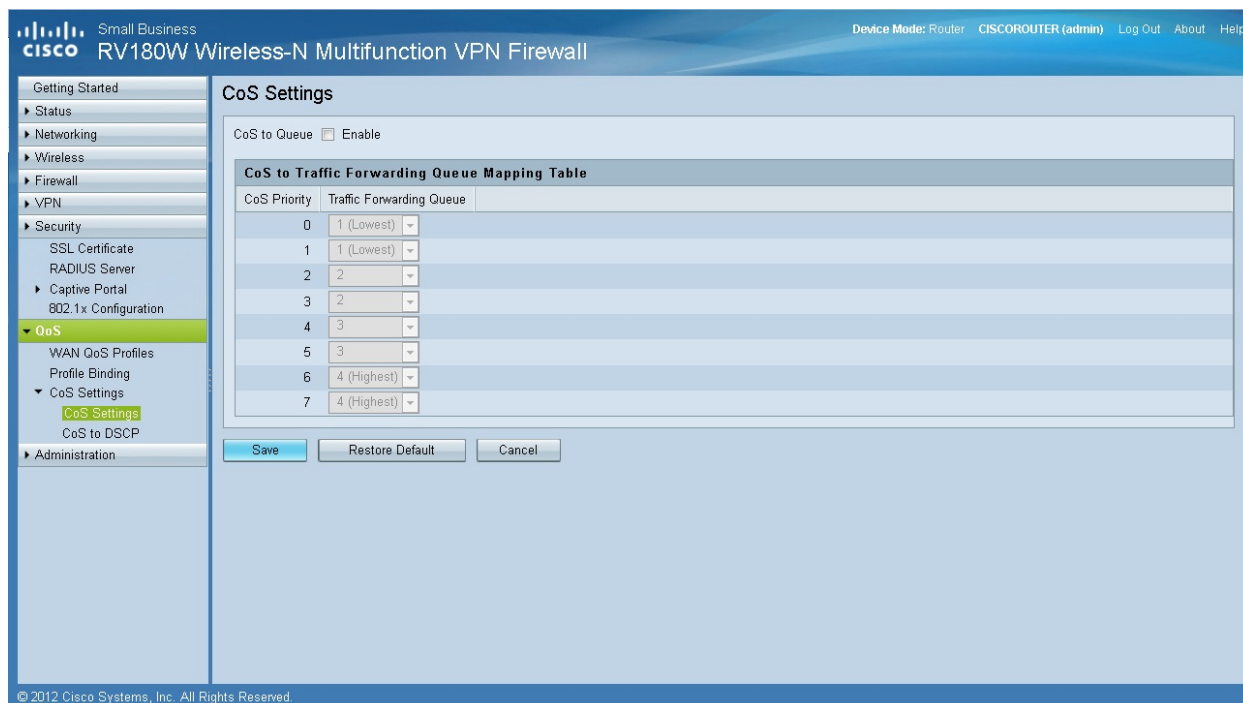 Small Business
CISCO RV180W Wireless-N Multifunction VPN Firewall
Device Mode: Router CISCOROUTER (admin) Log Out About Help
Getting Started
Status
Networking
Wireless
Firewall
VPN
Security
SSL Certificate
RADIUS Server
Captive Portal
802.1x Configuration
QoS
WAN QoS Profiles
Profile Binding
CoS Settings
CoS Settings
CoS to DSCP
Administration
CoS Settings
CoS to Queue Enable
CoS to Traffic Forwarding Queue Mapping Table
CoS Priority Traffic Forwarding Queue
0 1 (Lowest)
1 1 (Lowest)
2 2
3 2
4 3
5 3
6 4 (Highest)
7 4 (Highest)
Save Restore Default Cancel
© 2012 Cisco Systems, Inc. All Rights Reserved.